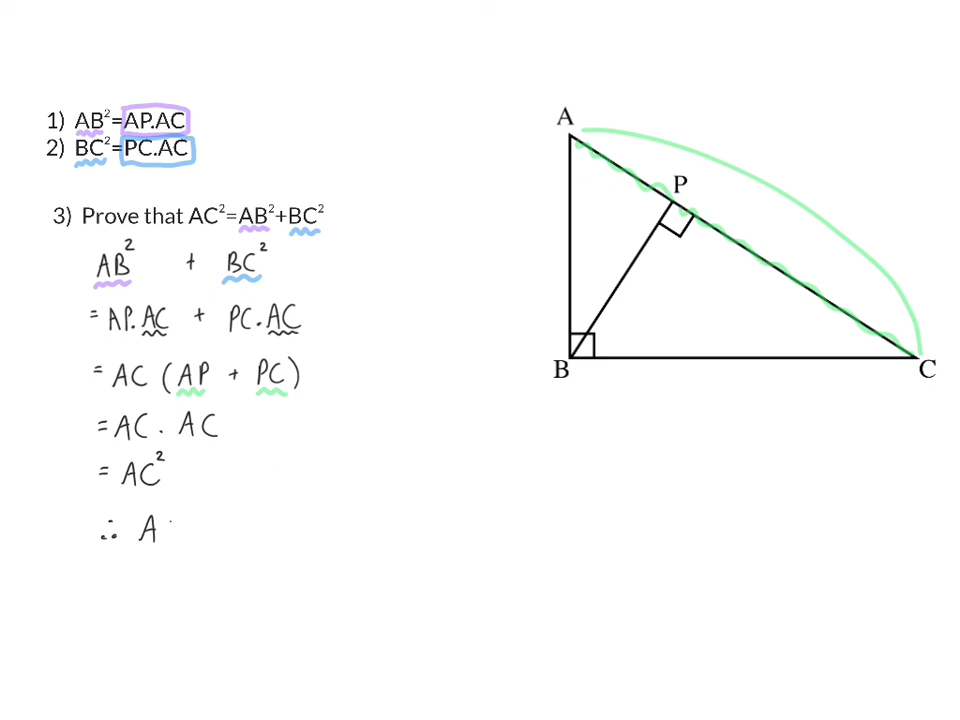 1) AB²=AP.AC
2) BC²=PC.AC
3) Prove that AC²=AB²+BC²
AB² + BC²
= AP.AC + PC.AC
= AC (AP + PC)
= AC . AC
= AC²
∴ A
A
P
B
C